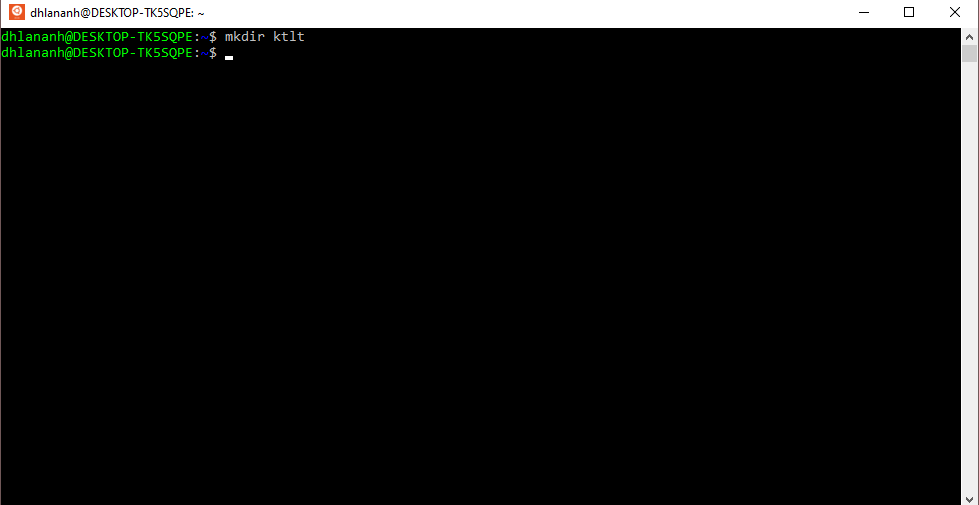 dhlananh@DESKTOP-TK5SQPE: ~
dhlananh@DESKTOP-TK5SQPE:~$ mkdir ktlt
dhlananh@DESKTOP-TK5SQPE:~$